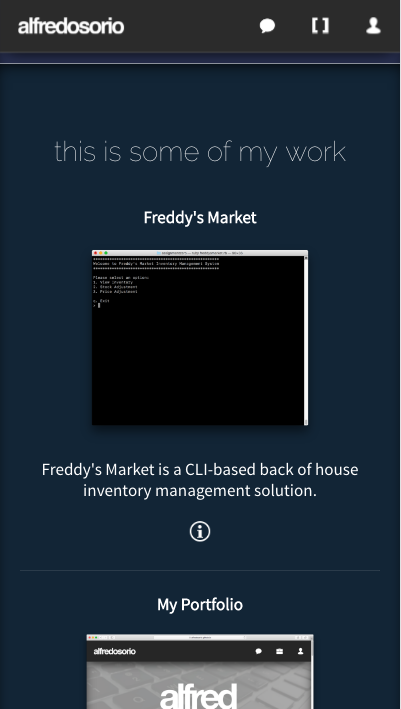 alfredosorio
this is some of my work
Freddy's Market
Welcome to Freddy's Market Inventory Management System
Please select an option:
1. View Inventory
2. Stock Adjustment
3. Price Adjustment
Exit
Freddy's Market is a CLI-based back of house
inventory management solution.
My Portfolio
alfredosorio
alfred